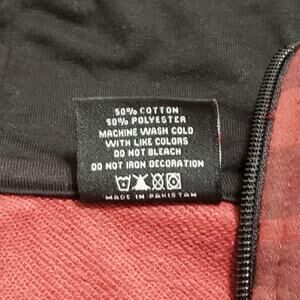 50% COTTON
50% POLYESTER
MACHINE WASH COLD
WITH LIKE COLORS
DO NOT BLEACH
DO NOT IRON DECORATION
MADE IN PAKISTAN